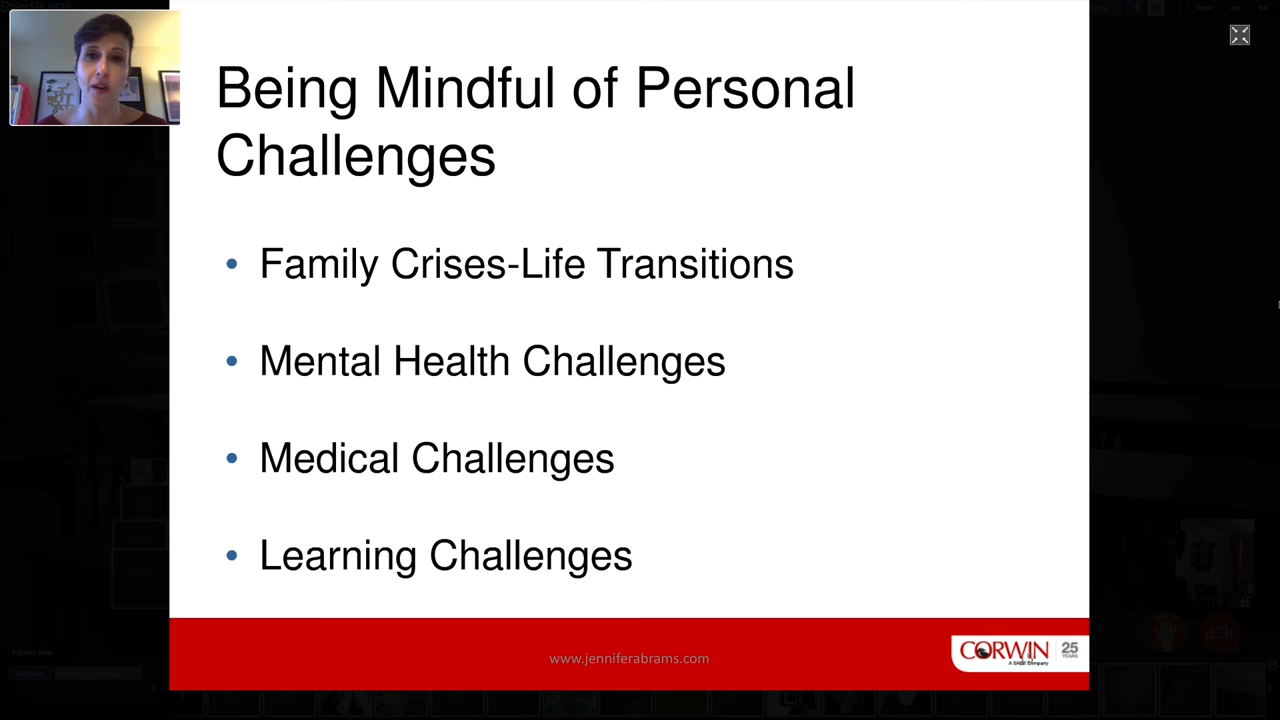 Being Mindful of Personal
Challenges
• Family Crises-Life Transitions
• Mental Health Challenges
• Medical Challenges
• Learning Challenges
www.jenniferabrams.com
CORWIN
A SAGE Company
25
YEARS
ask